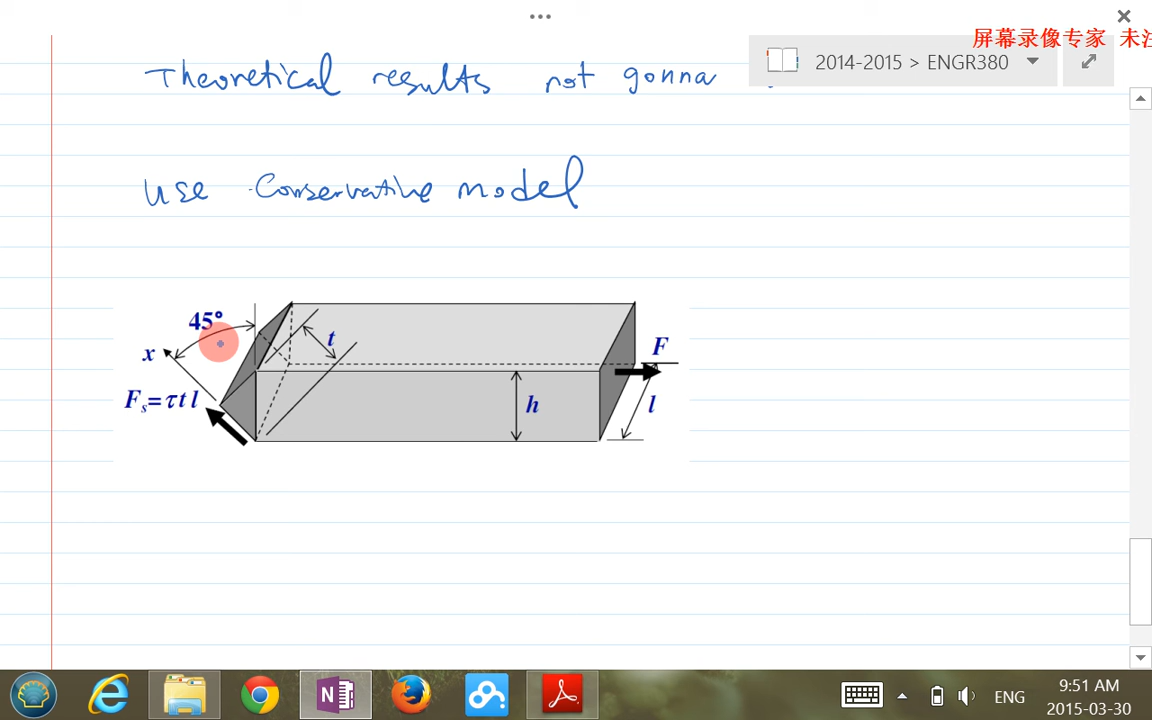 •••
屏幕录像专家 未
2014-2015 > ENGR380
Theoretical results not gonna
Use Conservative model
45°
x
t
F
Fₛ=τtl
h
l
ENG
9:51 AM
2015-03-30